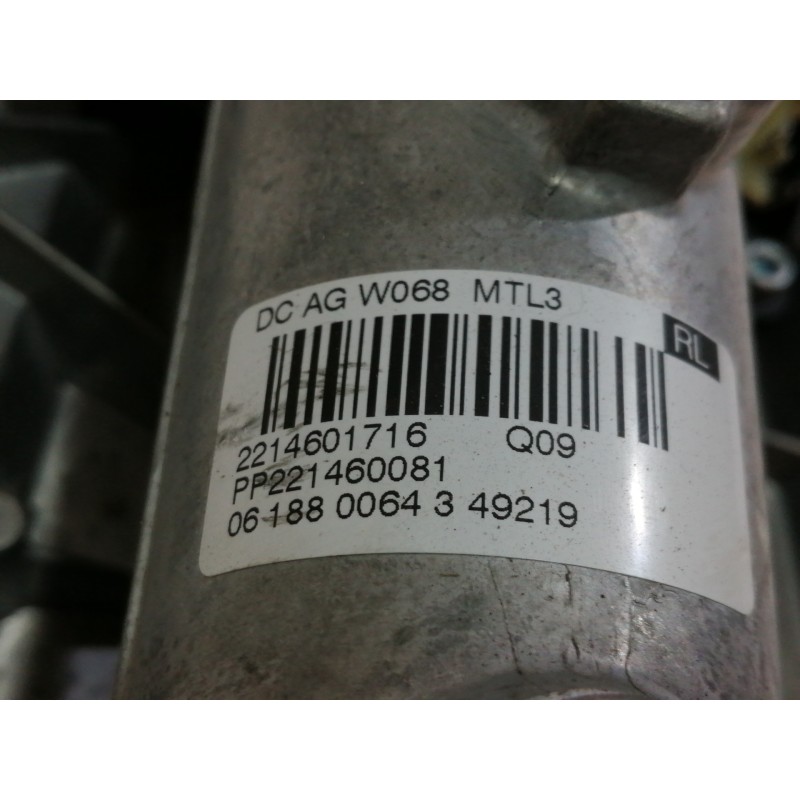 DC AG W068 MTL3
RL
2214601716 Q09
PP221460081
06 188 0064 3 49219